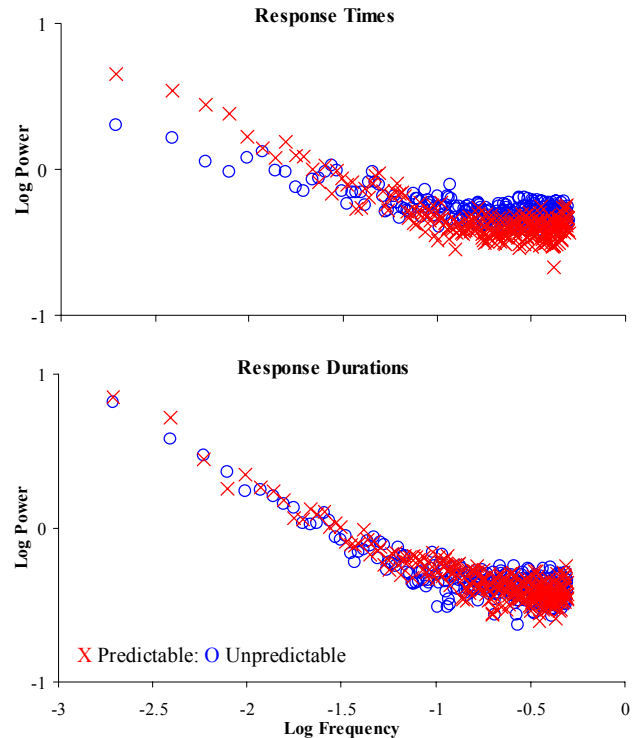 Response Times
1
0
-1
Log Power
Response Durations
1
0
-1
Log Power
X Predictable: O Unpredictable
-3 -2.5 -2 -1.5 -1 -0.5 0
Log Frequency